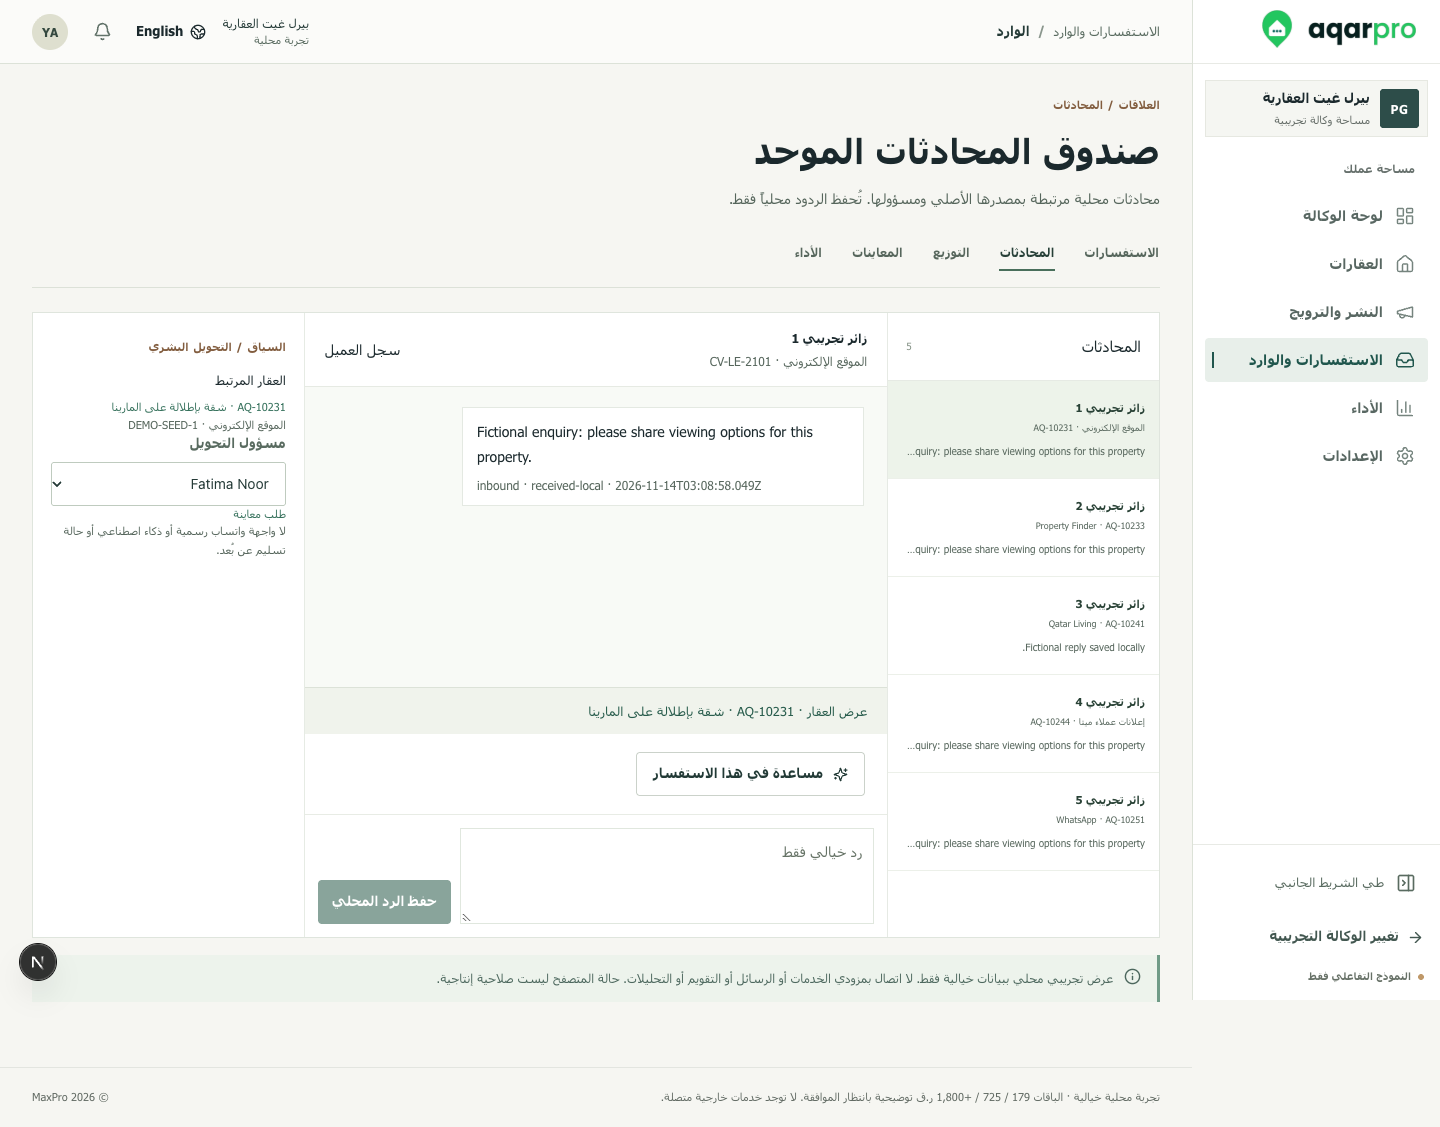 aqarpro
PG
بيرل غيت العقارية
مساحة وكالة تجريبية
مساحة عملك
لوحة الوكالة
العقارات
النشر والترويج
الاستفسارات والوارد
الأداء
الإعدادات
طي الشريط الجانبي
تغيير الوكالة التجريبية
النموذج التفاعلي فقط
الاستفسارات والوارد / الوارد
بيرل غيت العقارية
تجربة محلية
English
YA
العلاقات / المحادثات
صندوق المحادثات الموحد
محادثات محلية مرتبطة بمصدرها الأصلي ومسؤولها. تُحفظ الردود محلياً فقط.
الاستفسارات
المحادثات
التوزيع
المعاينات
الأداء
المحادثات
5
زائر تجريبي 1
الموقع الإلكتروني · AQ-10231
...quiry: please share viewing options for this property
زائر تجريبي 2
Property Finder · AQ-10233
...quiry: please share viewing options for this property
زائر تجريبي 3
Qatar Living · AQ-10241
.Fictional reply saved locally
زائر تجريبي 4
إعلانات عملاء ميتا · AQ-10244
...quiry: please share viewing options for this property
زائر تجريبي 5
WhatsApp · AQ-10251
...quiry: please share viewing options for this property
زائر تجريبي 1
الموقع الإلكتروني · CV-LE-2101
سجل العميل
Fictional enquiry: please share viewing options for this
property.
inbound · received-local · 2026-11-14T03:08:58.049Z
عرض العقار · AQ-10231 · شقة بإطلالة على المارينا
مساعدة في هذا الاستفسار
رد خيالي فقط
حفظ الرد المحلي
السياق / التحويل البشري
العقار المرتبط
AQ-10231 · شقة بإطلالة على المارينا
الموقع الإلكتروني · DEMO-SEED-1
مسؤول التحويل
Fatima Noor
طلب معاينة
لا واجهة واتساب رسمية أو ذكاء اصطناعي أو حالة
تسليم عن بُعد.
عرض تجريبي محلي ببيانات خيالية فقط. لا اتصال بمزودي الخدمات أو الرسائل أو التقويم أو التحليلات. حالة المتصفح ليست صلاحية إنتاجية.
N
تجربة محلية خيالية · الباقات 179 / 725 / +1,800 ر.ق توضيحية بانتظار الموافقة. لا توجد خدمات خارجية متصلة.
© 2026 MaxPro